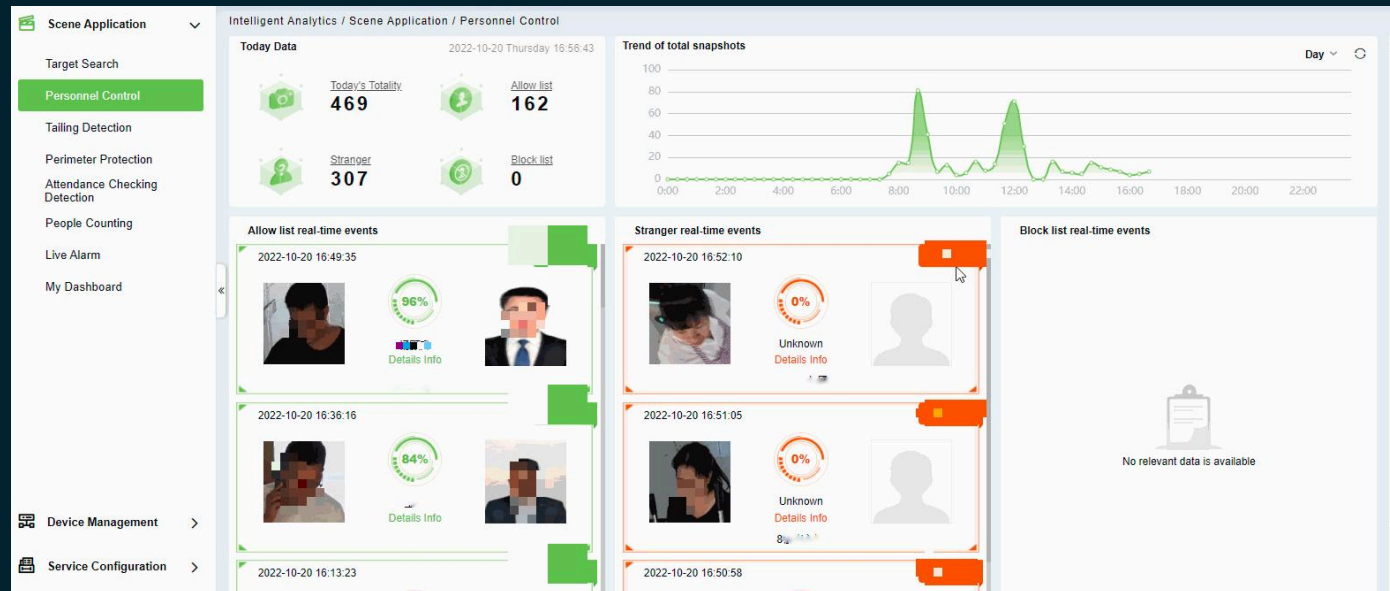 Scene Application
Target Search
Personnel Control
Tailing Detection
Perimeter Protection
Attendance Checking
Detection
People Counting
Live Alarm
My Dashboard
Device Management
Service Configuration
Intelligent Analytics / Scene Application / Personnel Control
Today Data
2022-10-20 Thursday 16:56:43
Today's Totality
469
Allow list
162
Stranger
307
Block list
0
Trend of total snapshots
Day
100
80
60
40
20
0
0:00 2:00 4:00 6:00 8:00 10:00 12:00 14:00 16:00 18:00 20:00 22:00
Allow list real-time events
2022-10-20 16:49:35
96%
Details Info
2022-10-20 16:36:16
84%
Details Info
2022-10-20 16:13:23
Stranger real-time events
2022-10-20 16:52:10
0%
Unknown
Details Info
2022-10-20 16:51:05
0%
Unknown
Details Info
2022-10-20 16:50:58
Block list real-time events
No relevant data is available